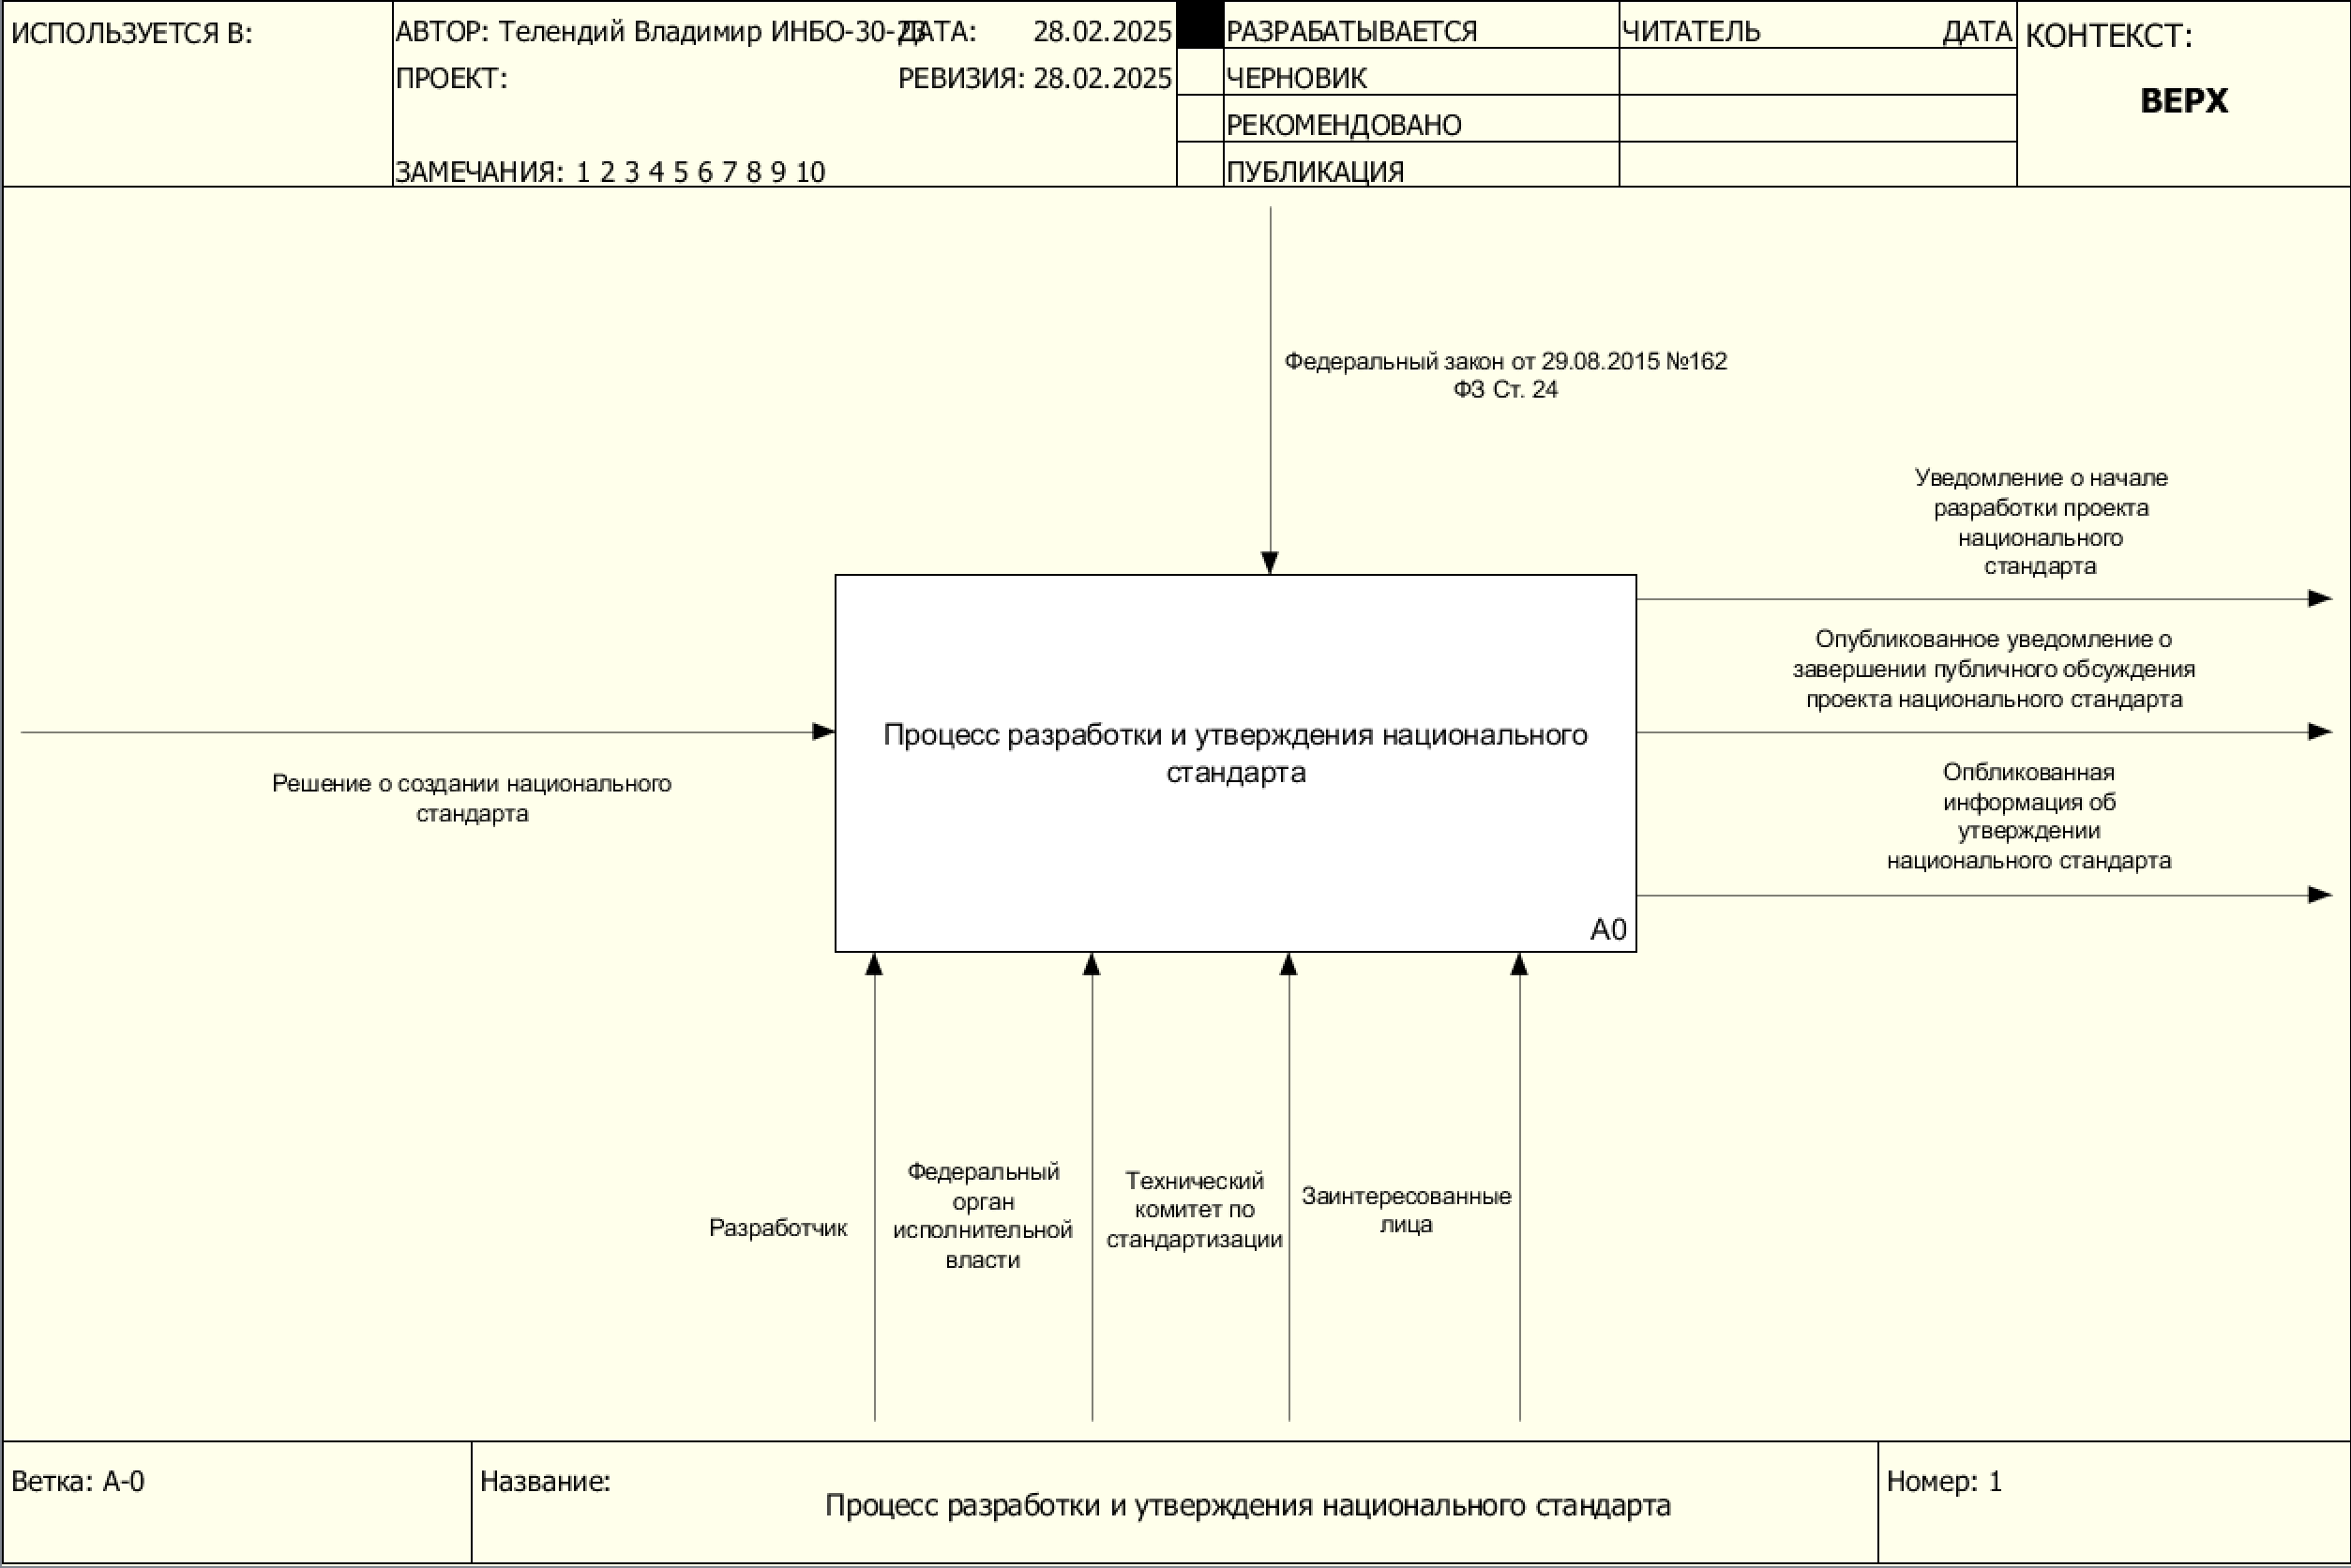 ИСПОЛЬЗУЕТСЯ В:
АВТОР: Телендий Владимир ИНБО-30-23
ДАТА: 28.02.2025
ПРОЕКТ:
РЕВИЗИЯ: 28.02.2025
ЗАМЕЧАНИЯ: 1 2 3 4 5 6 7 8 9 10
РАЗРАБАТЫВАЕТСЯ
ЧЕРНОВИК
РЕКОМЕНДОВАНО
ПУБЛИКАЦИЯ
ЧИТАТЕЛЬ ДАТА
КОНТЕКСТ:
ВЕРХ
Федеральный закон от 29.08.2015 №162
ФЗ Ст. 24
Уведомление о начале
разработки проекта
национального
стандарта
Опубликованное уведомление о
завершении публичного обсуждения
проекта национального стандарта
Опбликованная
информация об
утверждении
национального стандарта
Решение о создании национального
стандарта
Процесс разработки и утверждения национального
стандарта
A0
Разработчик
Федеральный
орган
исполнительной
власти
Технический
комитет по
стандартизации
Заинтересованные
лица
Ветка: A-0
Название:
Процесс разработки и утверждения национального стандарта
Номер: 1